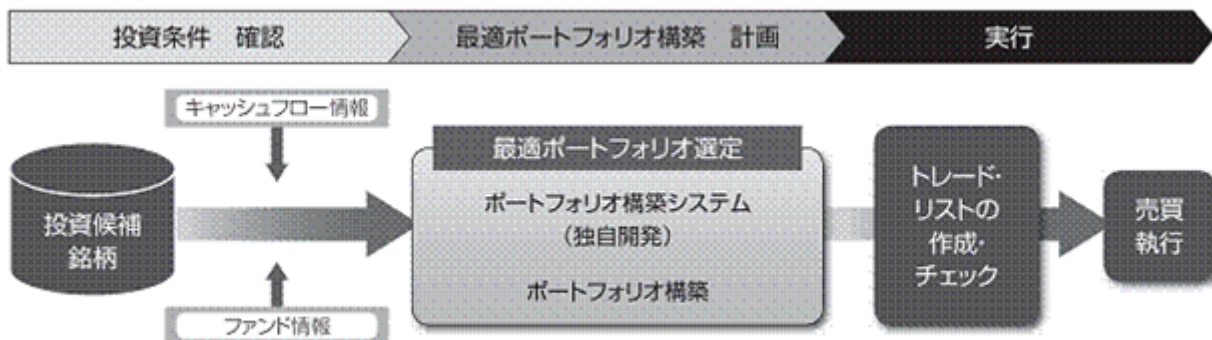 投資条件 確認
最適ポートフォリオ構築 計画
実行
キャッシュフロー情報
投資候補
銘柄
ファンド情報
最適ポートフォリオ選定
ポートフォリオ構築システム
(独自開発)
ポートフォリオ構築
トレード・
リストの
作成・
チェック
売買
執行